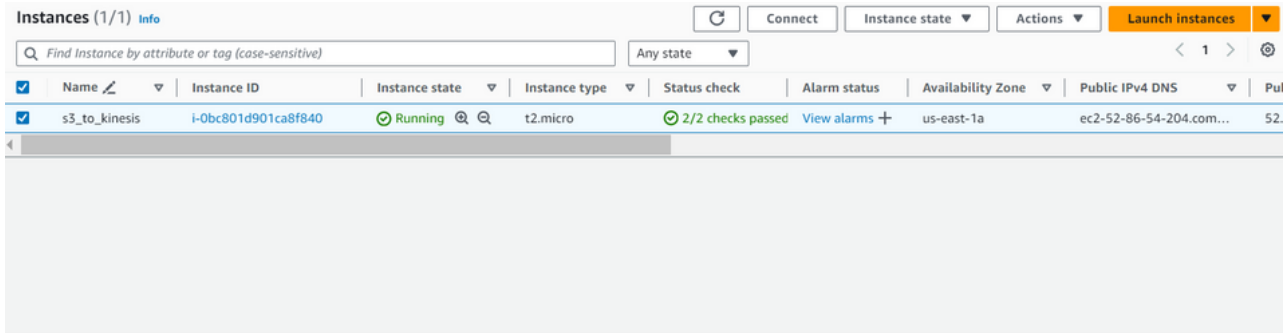 Instances (1/1) Info Connect Instance state Actions Launch instances
Find Instance by attribute or tag (case-sensitive) Any state 1
Name Instance ID Instance state Instance type Status check Alarm status Availability Zone Public IPv4 DNS Pul
s3_to_kinesis i-0bc801d901ca8f840 Running t2.micro 2/2 checks passed View alarms us-east-1a ec2-52-86-54-204.com... 52.